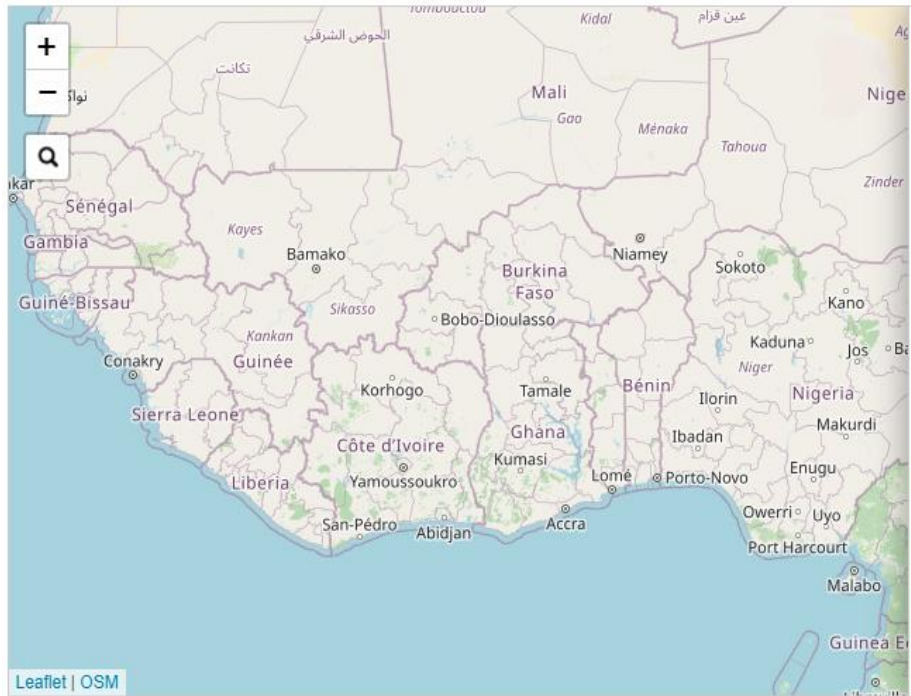 Tombouctou
Kidal
عين قزام
+
الحوض الشرقي
تكانت
Mali
−
Gao
Ménaka
Tahoua
Zinder
Sénégal
Kayes
Gambia
Bamako
Niamey
Sokoto
Burkina
Faso
Guiné-Bissau
Sikasso
Kano
Bobo-Dioulasso
Kankan
Guinée
Kaduna
Jos
Conakry
Niger
Korhogo
Tamale
Bénin
Nigeria
Ilorin
Sierra Leone
Ghana
Makurdi
Côte d'Ivoire
Ibadan
Kumasi
Enugu
Liberia
Yamoussoukro
Lomé
Porto-Novo
San-Pédro
Abidjan
Accra
Owerri
Uyo
Port Harcourt
Malabo
Leaflet | OSM